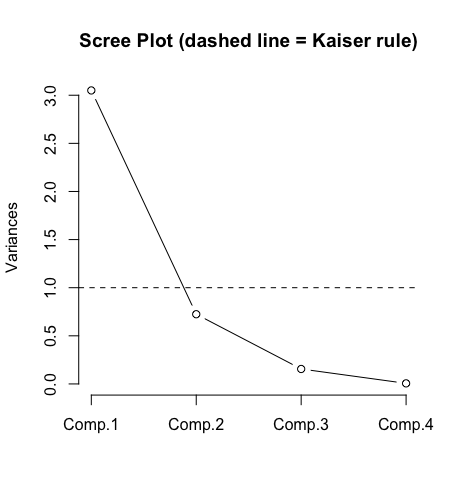 Scree Plot (dashed line = Kaiser rule)
Variances
3.0
2.5
2.0
1.5
1.0
0.5
0.0
Comp.1 Comp.2 Comp.3 Comp.4